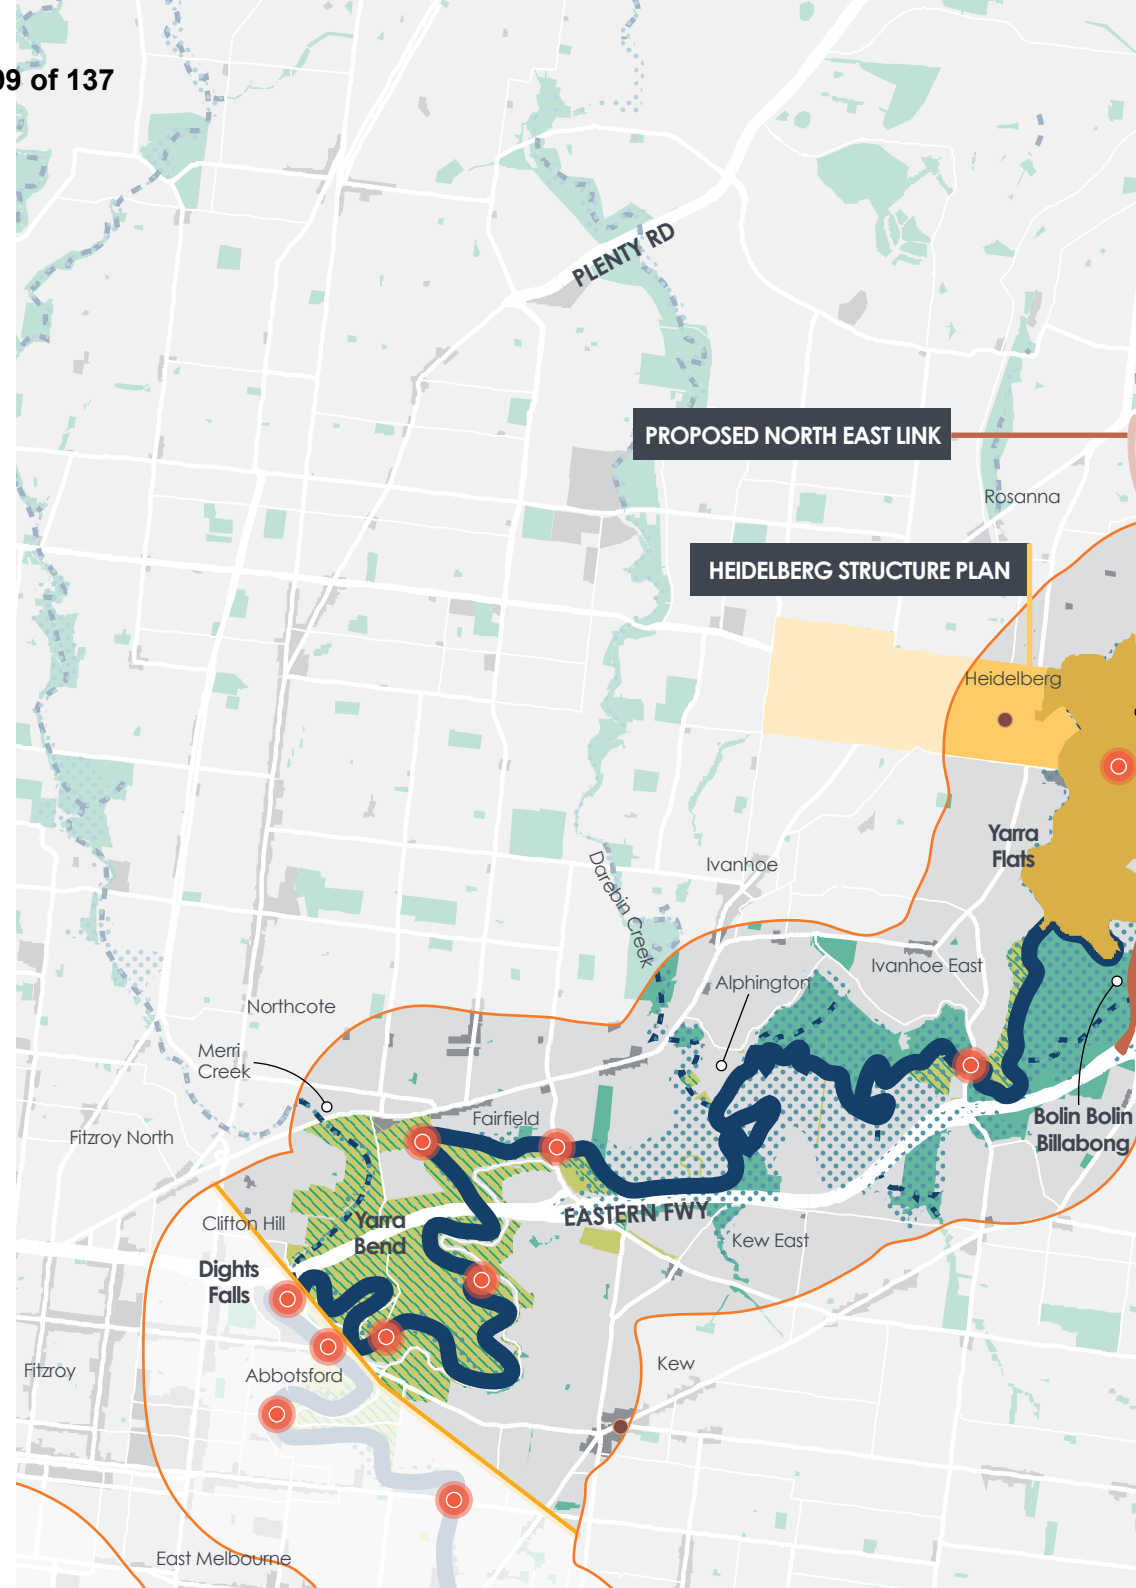 of 137
PLENTY RD
PROPOSED NORTH EAST LINK
Rosanna
HEIDELBERG STRUCTURE PLAN
Heidelberg
Yarra
Flats
Ivanhoe
Darebin Creek
Ivanhoe East
Alphington
Northcote
Merri
Creek
Fairfield
Fitzroy North
Bolin Bolin
Billabong
EASTERN FWY
Clifton Hill
Yarra
Bend
Kew East
Dights
Falls
Kew
Fitzroy
Abbotsford
East Melbourne